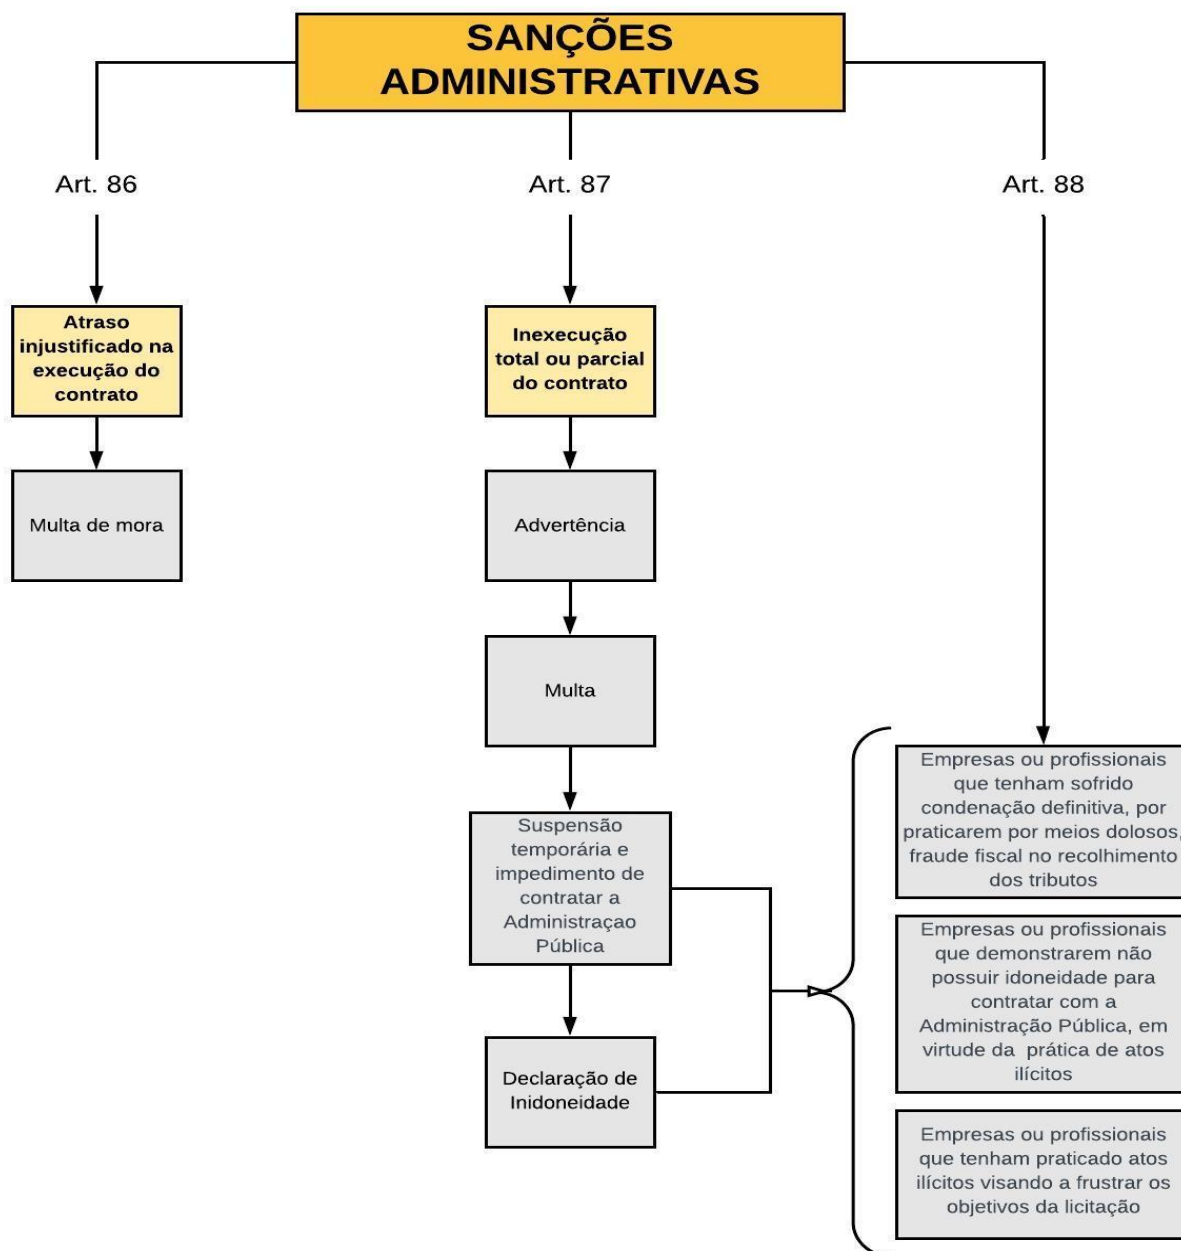 SANÇÕES
ADMINISTRATIVAS
Art. 86
Art. 87
Art. 88
Atraso
injustificado na
execução do
contrato
Multa de mora
Inexecução
total ou parcial
do contrato
Advertência
Multa
Suspensão
temporária e
impedimento de
contratar a
Administraçao
Pública
Declaração de
Inidoneidade
Empresas ou profissionais
que tenham sofrido
condenação definitiva, por
praticarem por meios dolosos,
fraude fiscal no recolhimento
dos tributos
Empresas ou profissionais
que demonstrarem não
possuir idoneidade para
contratar com a
Administração Pública, em
virtude da prática de atos
ilícitos
Empresas ou profissionais
que tenham praticado atos
ilícitos visando a frustrar os
objetivos da licitação